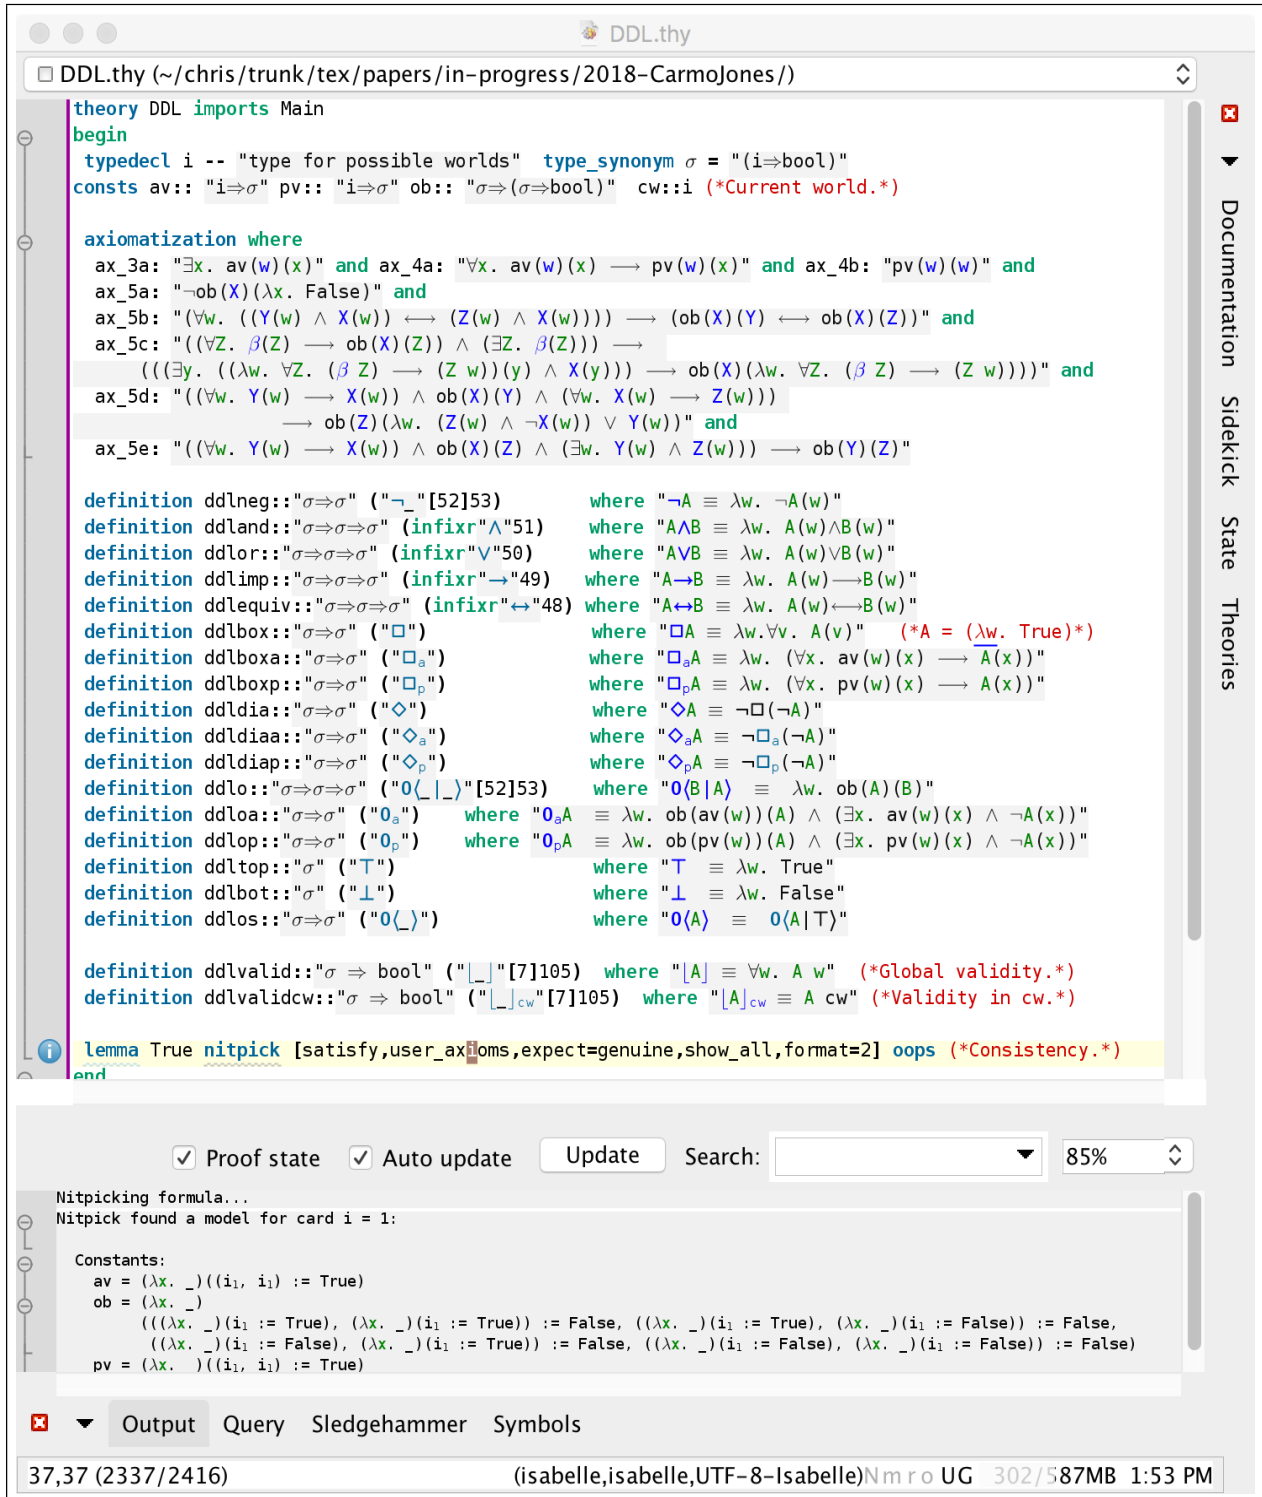 DDL.thy
DDL.thy (~/chris/trunk/tex/papers/in-progress/2018-CarmoJones/)
theory DDL imports Main
begin
typedecl i -- "type for possible worlds"  type_synonym σ = "(i⇒bool)"
consts av:: "i⇒σ" pv:: "i⇒σ" ob:: "σ⇒(σ⇒bool)"  cw::i (*Current world.*)
axiomatization where
ax_3a: "∃x. av(w)(x)" and ax_4a: "∀x. av(w)(x) ⟶ pv(w)(x)" and ax_4b: "pv(w)(w)" and
ax_5a: "¬ob(X)(λx. False)" and
ax_5b: "(∀w. ((Y(w) ∧ X(w)) ⟷ (Z(w) ∧ X(w)))) ⟶ (ob(X)(Y) ⟷ ob(X)(Z))" and
ax_5c: "((∀Z. β(Z) ⟶ ob(X)(Z)) ∧ (∃Z. β(Z))) ⟶
(((∃y. ((λw. ∀Z. (β Z) ⟶ (Z w))(y) ∧ X(y))) ⟶ ob(X)(λw. ∀Z. (β Z) ⟶ (Z w))))" and
ax_5d: "((∀w. Y(w) ⟶ X(w)) ∧ ob(X)(Y) ∧ (∀w. X(w) ⟶ Z(w)))
⟶ ob(Z)(λw. (Z(w) ∧ ¬X(w)) ∨ Y(w))" and
ax_5e: "((∀w. Y(w) ⟶ X(w)) ∧ ob(X)(Z) ∧ (∃w. Y(w) ∧ Z(w))) ⟶ ob(Y)(Z)"
definition ddlneg::"σ⇒σ" ("¬_"[52]53) where "¬A ≡ λw. ¬A(w)"
definition ddland::"σ⇒σ⇒σ" (infixr"∧"51) where "A∧B ≡ λw. A(w)∧B(w)"
definition ddlor::"σ⇒σ⇒σ" (infixr"∨"50) where "A∨B ≡ λw. A(w)∨B(w)"
definition ddlimp::"σ⇒σ⇒σ" (infixr"→"49) where "A→B ≡ λw. A(w)⟶B(w)"
definition ddlequiv::"σ⇒σ⇒σ" (infixr"↔"48) where "A↔B ≡ λw. A(w)⟷B(w)"
definition ddlbox::"σ⇒σ" ("□") where "□A ≡ λw.∀v. A(v)" (*A = (λw. True)*)
definition ddlboxa::"σ⇒σ" ("□ₐ") where "□ₐA ≡ λw. (∀x. av(w)(x) ⟶ A(x))"
definition ddlboxp::"σ⇒σ" ("□ₚ") where "□ₚA ≡ λw. (∀x. pv(w)(x) ⟶ A(x))"
definition ddldia::"σ⇒σ" ("◇") where "◇A ≡ ¬□(¬A)"
definition ddldiaa::"σ⇒σ" ("◇ₐ") where "◇ₐA ≡ ¬□ₐ(¬A)"
definition ddldiap::"σ⇒σ" ("◇ₚ") where "◇ₚA ≡ ¬□ₚ(¬A)"
definition ddlo::"σ⇒σ⇒σ" ("O⟨_|_⟩"[52]53) where "O⟨B|A⟩ ≡ λw. ob(A)(B)"
definition ddloa::"σ⇒σ" ("Oₐ") where "OₐA ≡ λw. ob(av(w))(A) ∧ (∃x. av(w)(x) ∧ ¬A(x))"
definition ddlop::"σ⇒σ" ("Oₚ") where "OₚA ≡ λw. ob(pv(w))(A) ∧ (∃x. pv(w)(x) ∧ ¬A(x))"
definition ddltop::"σ" ("⊤") where "⊤ ≡ λw. True"
definition ddlbot::"σ" ("⊥") where "⊥ ≡ λw. False"
definition ddlos::"σ⇒σ" ("O⟨_⟩") where "O⟨A⟩ ≡ O⟨A|⊤⟩"
definition ddlvalid::"σ ⇒ bool" ("⌊_⌋"[7]105) where "⌊A⌋ ≡ ∀w. A w" (*Global validity.*)
definition ddlvalidcw::"σ ⇒ bool" ("⌊_⌋cw"[7]105) where "⌊A⌋cw ≡ A cw" (*Validity in cw.*)
lemma True nitpick [satisfy,user_axioms,expect=genuine,show_all,format=2] oops (*Consistency.*)
end
Documentation
Sidekick
State
Theories
Proof state Auto update Update Search: 85%
Nitpicking formula...
Nitpick found a model for card i = 1:
Constants:
av = (λx. _)((i₁, i₁) := True)
ob = (λx. _)
(((λx. _)(i₁ := True), (λx. _)(i₁ := True)) := False, ((λx. _)(i₁ := True), (λx. _)(i₁ := False)) := False,
((λx. _)(i₁ := False), (λx. _)(i₁ := True)) := False, ((λx. _)(i₁ := False), (λx. _)(i₁ := False)) := False)
pv = (λx. _)((i₁, i₁) := True)
Output Query Sledgehammer Symbols
37,37 (2337/2416) (isabelle,isabelle,UTF-8-Isabelle)N m r o UG 302/587MB 1:53 PM